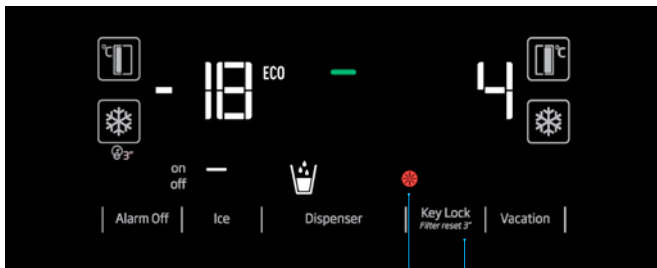 °C
-18 ECO
4
°C
3"
on
off
Alarm Off
Ice
Dispenser
Key Lock
Filter reset 3"
Vacation